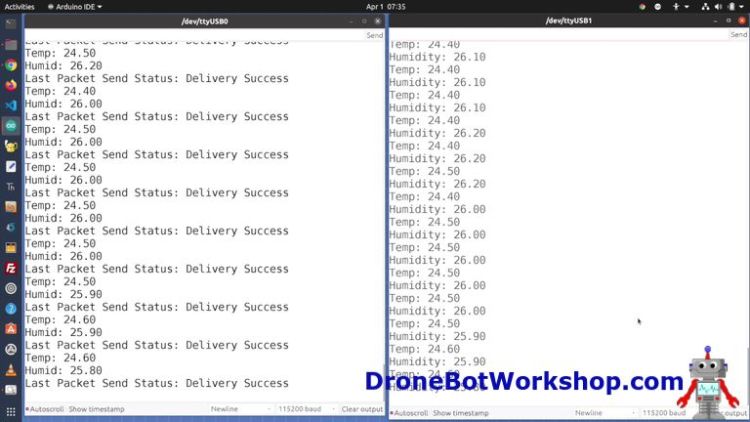 Activities
Arduino IDE
Apr 1 07:35
/dev/ttyUSB0
Send
Last Packet Send Status: Delivery Success
Temp: 24.50
Humid: 26.20
Last Packet Send Status: Delivery Success
Temp: 24.40
Humid: 26.00
Last Packet Send Status: Delivery Success
Temp: 24.50
Humid: 26.00
Last Packet Send Status: Delivery Success
Temp: 24.50
Humid: 26.00
Last Packet Send Status: Delivery Success
Temp: 24.50
Humid: 26.00
Last Packet Send Status: Delivery Success
Temp: 24.50
Humid: 26.00
Last Packet Send Status: Delivery Success
Temp: 24.50
Humid: 25.90
Last Packet Send Status: Delivery Success
Temp: 24.60
Humid: 25.90
Last Packet Send Status: Delivery Success
Temp: 24.60
Humid: 25.80
Last Packet Send Status: Delivery Success
Autoscroll Show timestamp
Newline
115200 baud
Clear output
/dev/ttyUSB1
Send
Temp: 24.40
Humidity: 26.10
Temp: 24.40
Humidity: 26.10
Temp: 24.40
Humidity: 26.10
Temp: 24.40
Humidity: 26.20
Temp: 24.40
Humidity: 26.20
Temp: 24.50
Humidity: 26.20
Temp: 24.40
Humidity: 26.00
Temp: 24.50
Humidity: 26.00
Temp: 24.50
Humidity: 26.00
Temp: 24.50
Humidity: 26.00
Temp: 24.50
Humidity: 26.00
Temp: 24.50
Humidity: 25.90
Temp: 24.60
Humidity: 25.90
DroneBotWorkshop.com
Autoscroll Show timestamp
Newline
115200 baud
output